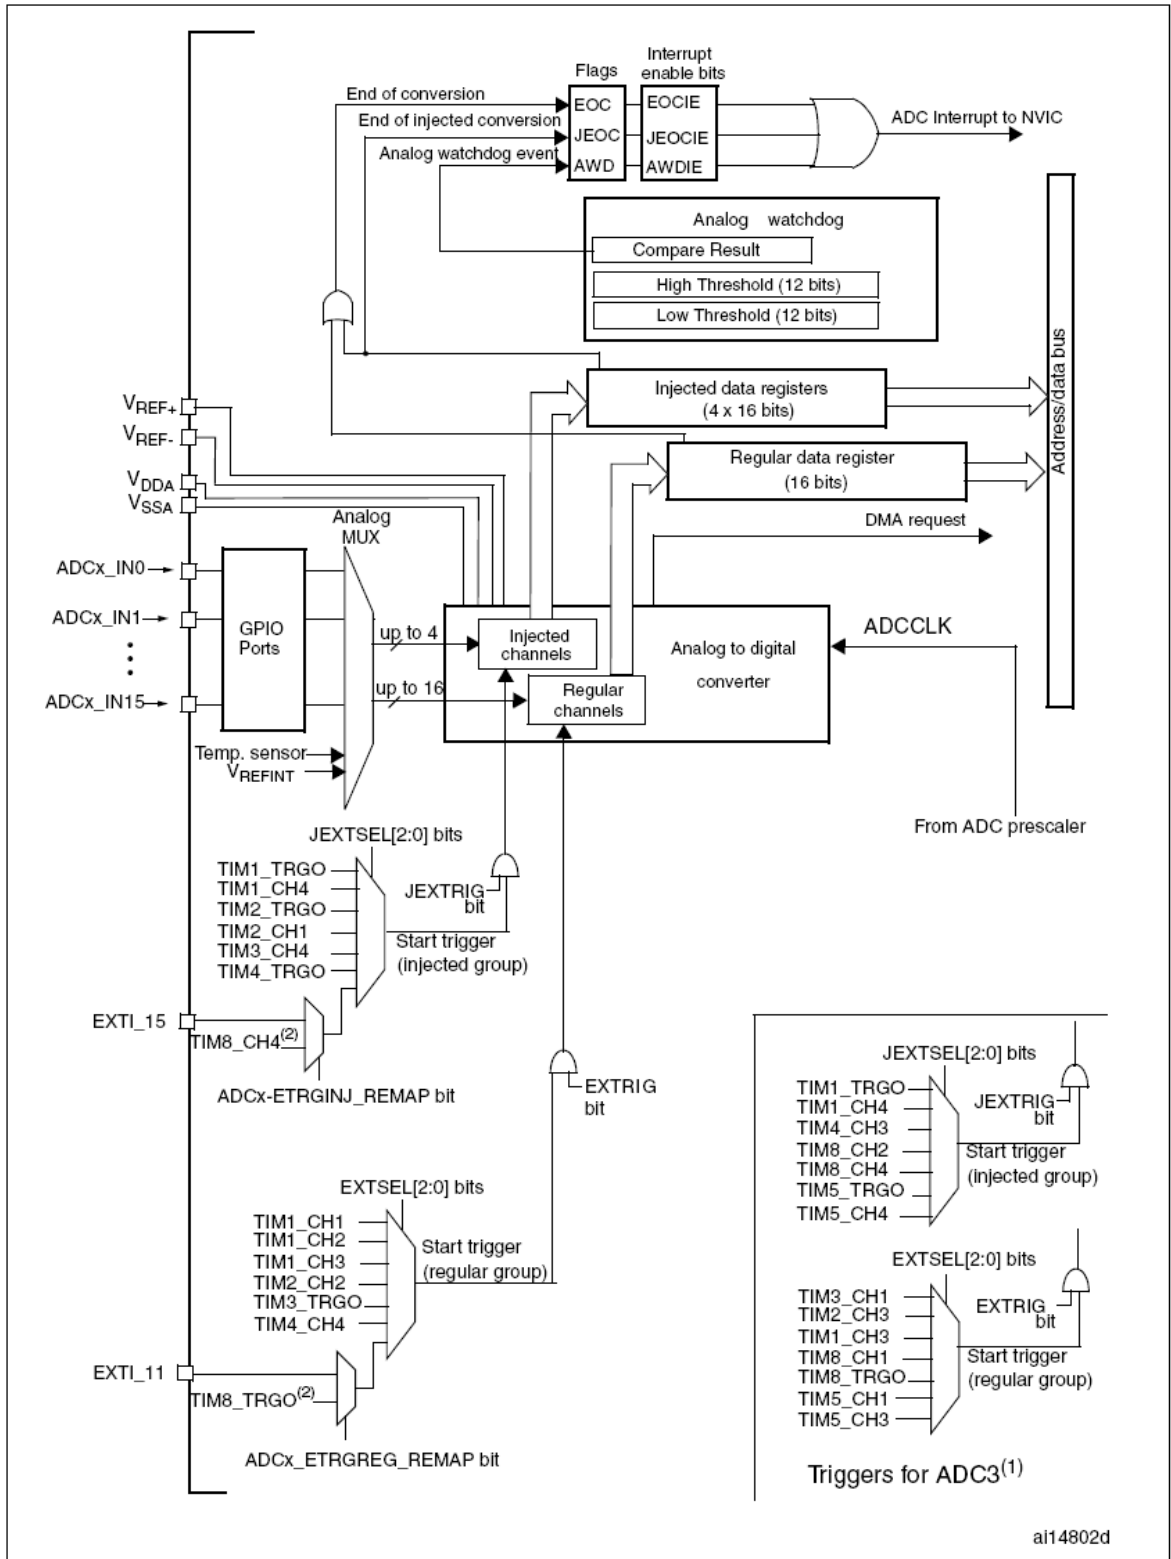 Flags
Interrupt
enable bits
End of conversion
EOC
EOCIE
End of injected conversion
JEOC
JEOCIE
ADC Interrupt to NVIC
Analog watchdog event
AWD
AWDIE
Analog watchdog
Compare Result
High Threshold (12 bits)
Low Threshold (12 bits)
Address/data bus
Injected data registers
(4 x 16 bits)
Regular data register
(16 bits)
DMA request
VREF+
VREF-
VDDA
VSSA
Analog
MUX
ADCx_IN0
ADCx_IN1
ADCx_IN15
GPIO
Ports
up to 4
up to 16
Injected
channels
Regular
channels
Analog to digital
converter
ADCCLK
Temp. sensor
VREFINT
From ADC prescaler
JEXTSEL[2:0] bits
TIM1_TRGO
TIM1_CH4
TIM2_TRGO
TIM2_CH1
TIM3_CH4
TIM4_TRGO
JEXTRIG
bit
Start trigger
(injected group)
EXTI_15
TIM8_CH4(2)
ADCx-ETRGINJ_REMAP bit
EXTRIG
bit
EXTSEL[2:0] bits
TIM1_CH1
TIM1_CH2
TIM1_CH3
TIM2_CH2
TIM3_TRGO
TIM4_CH4
Start trigger
(regular group)
EXTI_11
TIM8_TRGO(2)
ADCx_ETRGREG_REMAP bit
JEXTSEL[2:0] bits
TIM1_TRGO
TIM1_CH4
TIM4_CH3
TIM8_CH2
TIM8_CH4
TIM5_TRGO
TIM5_CH4
JEXTRIG
bit
Start trigger
(injected group)
EXTSEL[2:0] bits
TIM3_CH1
TIM2_CH3
TIM1_CH3
TIM8_CH1
TIM8_TRGO
TIM5_CH1
TIM5_CH3
EXTRIG
bit
Start trigger
(regular group)
Triggers for ADC3(1)
ai14802d